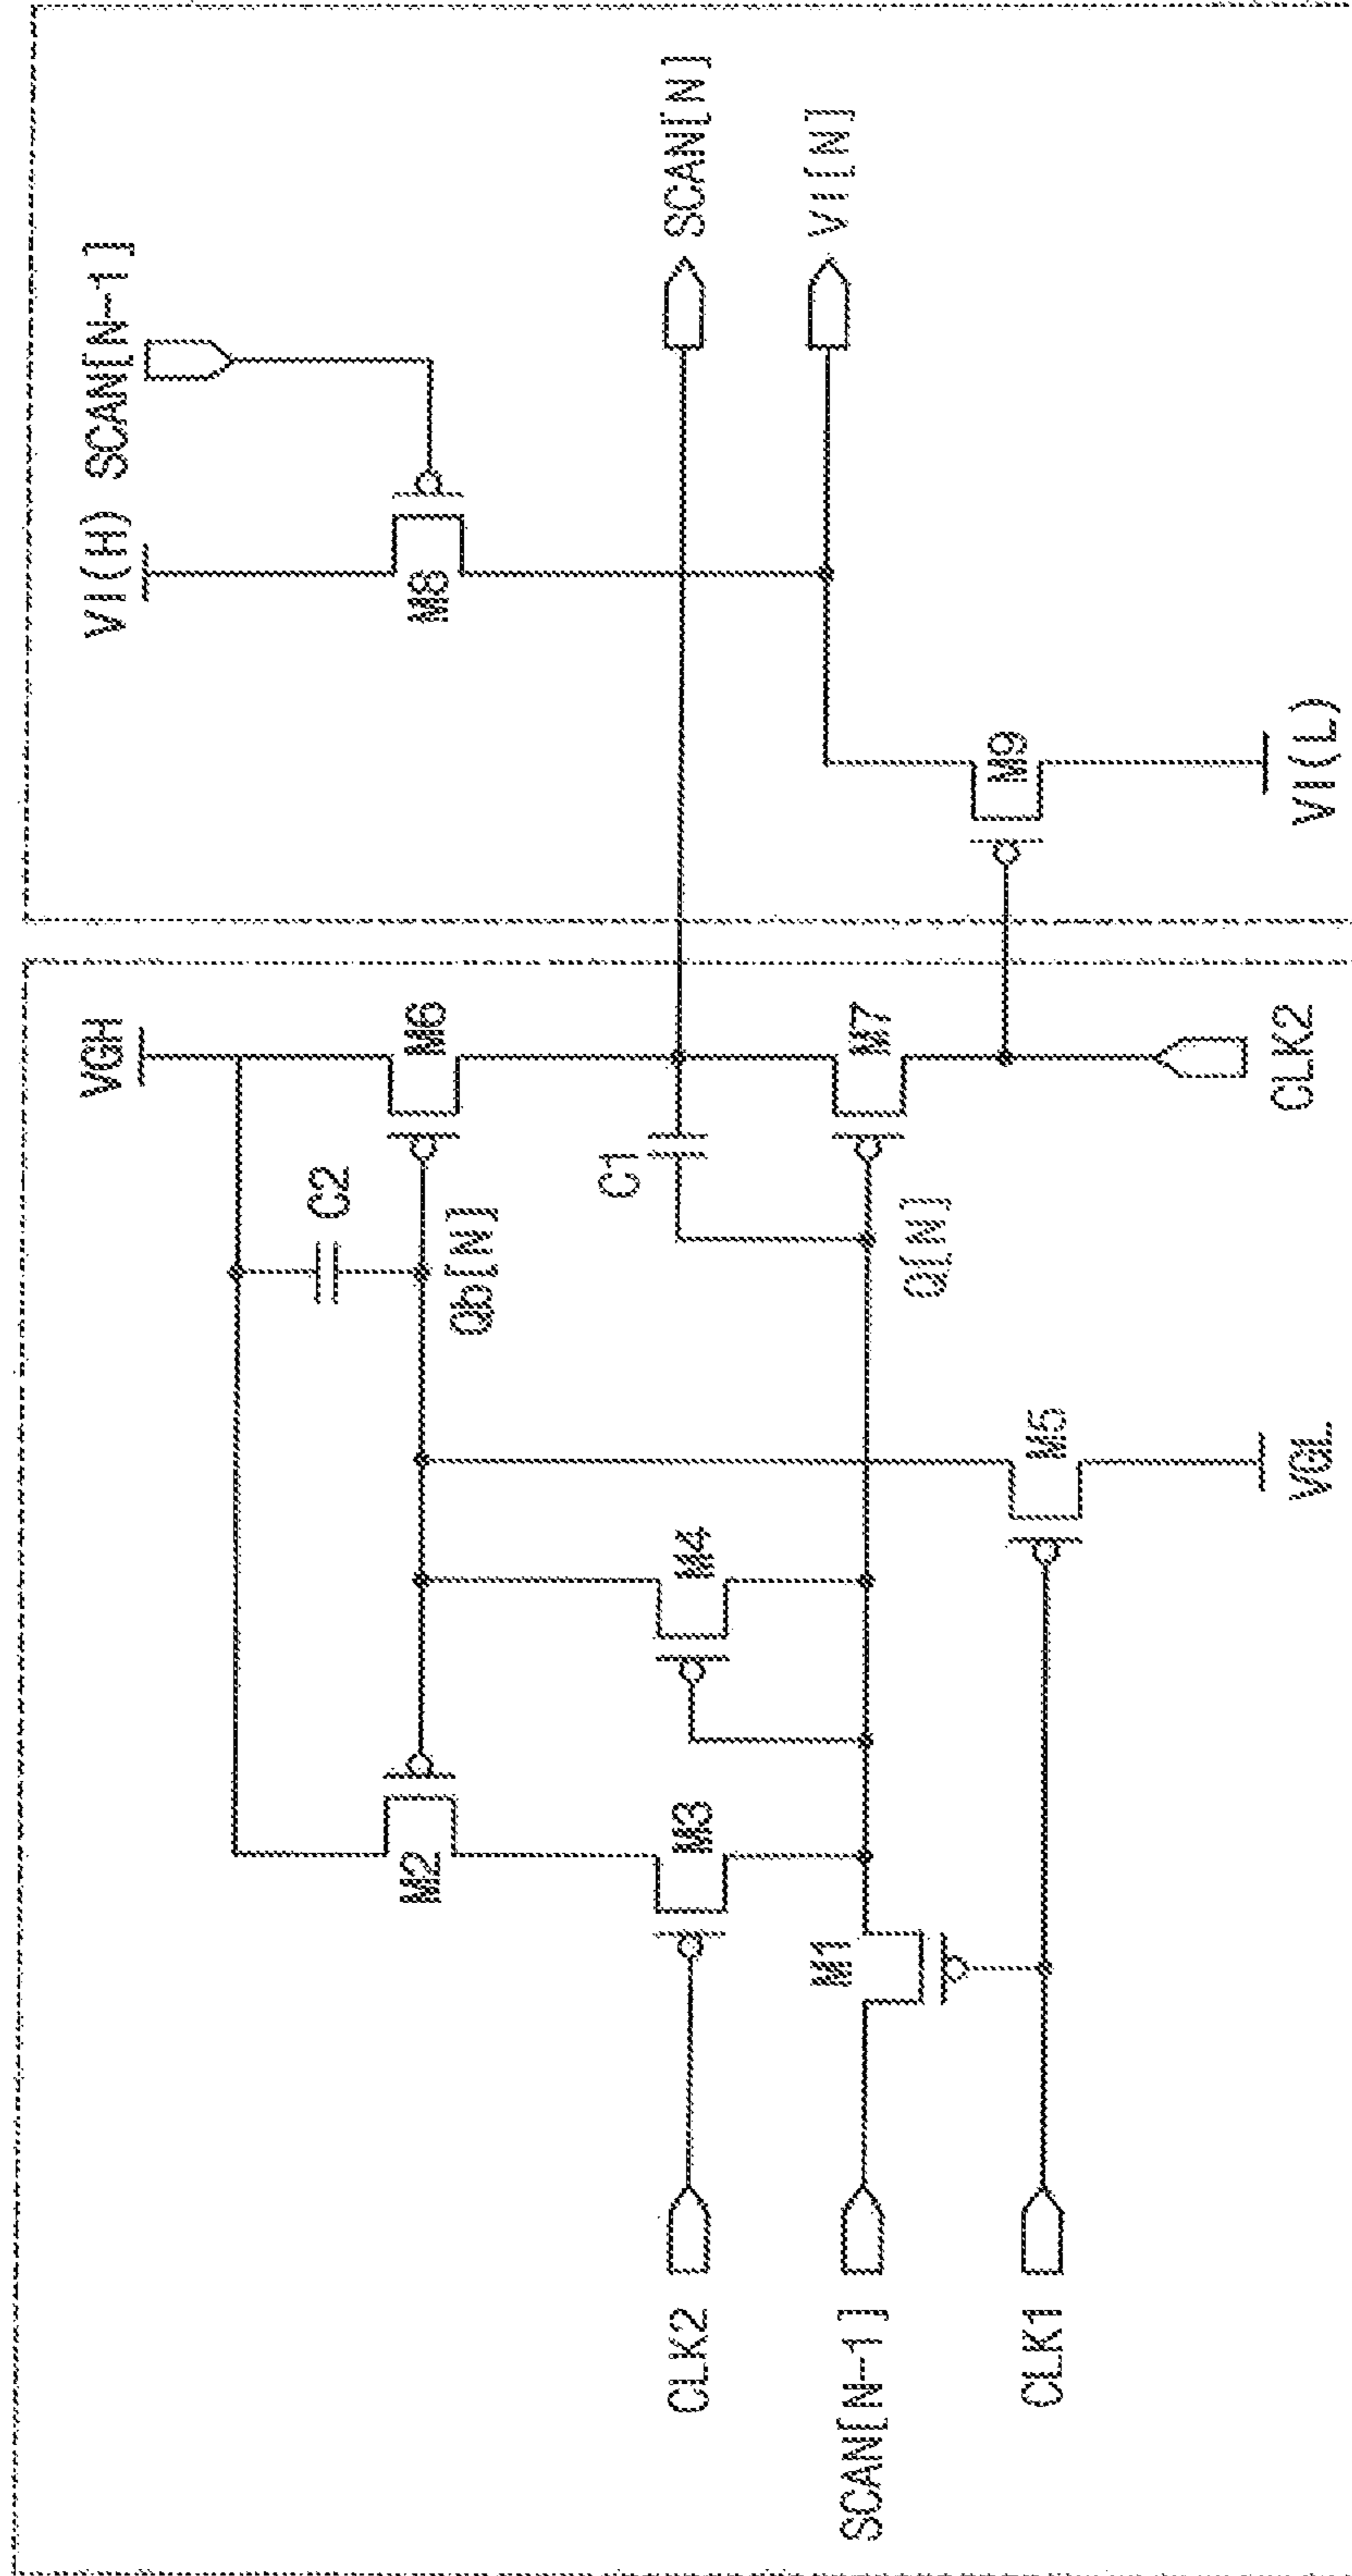 VI(H)
SCAN[N-1]
M8
SCAN[N]
VI[N]
M9
VI(L)
VGH
M6
C2
Qb[N]
C1
M7
Q[N]
CLK2
M2
M3
M4
M5
VGL
M1
CLK2
SCAN[N-1]
CLK1